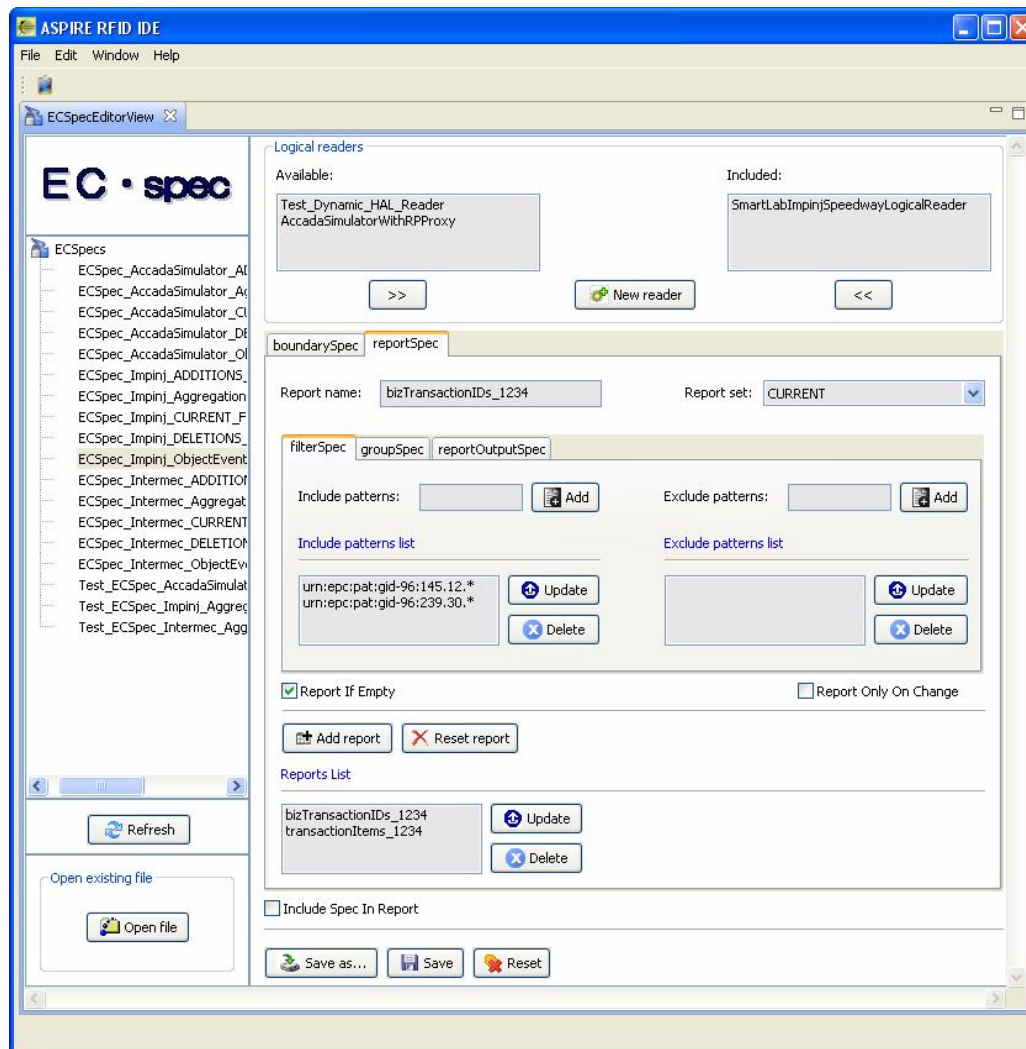 ASPIRE RFID IDE
File Edit Window Help
ECSpecEditorView
EC • spec
ECSpecs
ECSpec_AccadaSimulator_AD
ECSpec_AccadaSimulator_Ag
ECSpec_AccadaSimulator_CU
ECSpec_AccadaSimulator_DE
ECSpec_AccadaSimulator_Ob
ECSpec_Impinj_ADDITIONS_
ECSpec_Impinj_Aggregation
ECSpec_Impinj_CURRENT_F
ECSpec_Impinj_DELETIONS_
ECSpec_Impinj_ObjectEvent
ECSpec_Intermec_ADDITION
ECSpec_Intermec_Aggregat
ECSpec_Intermec_CURRENT
ECSpec_Intermec_DELETION
ECSpec_Intermec_ObjectEv
Test_ECSpec_AccadaSimulat
Test_ECSpec_Impinj_Aggreg
Test_ECSpec_Intermec_Agg
Refresh
Open existing file
Open file
Logical readers
Available: Included:
Test_Dynamic_HAL_Reader SmartLabImpinjSpeedwayLogicalReader
AccadaSimulatorWithRPProxy
>> New reader <<
boundarySpec reportSpec
Report name: bizTransactionIDs_1234 Report set: CURRENT
filterSpec groupSpec reportOutputSpec
Include patterns: Add Exclude patterns: Add
Include patterns list Exclude patterns list
urn:epc:pat:gid-96:145.12.* Update Update
urn:epc:pat:gid-96:239.30.*
Delete Delete
Report If Empty Report Only On Change
Add report Reset report
Reports List
bizTransactionIDs_1234 Update
transactionItems_1234
Delete
Include Spec In Report
Save as... Save Reset